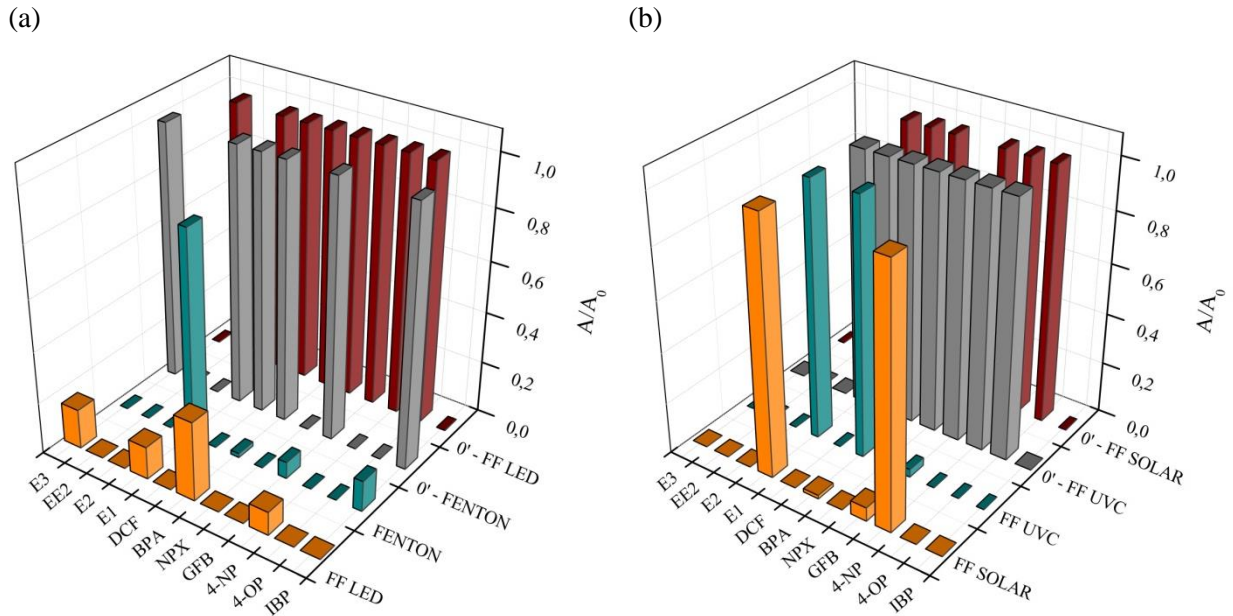 (a)
(b)
1,0
0,8
0,6
0,4
0,2
0,0
A/A0
E3
EE2
E2
E1
DCF
BPA
NPX
GFB
4-NP
4-OP
IBP
0' - FF LED
0' - FENTON
FENTON
FF LED
1,0
0,8
0,6
0,4
0,2
0,0
A/A0
E3
EE2
E2
E1
DCF
BPA
NPX
GFB
4-NP
4-OP
IBP
0' - FF SOLAR
0' - FF UVC
FF UVC
FF SOLAR